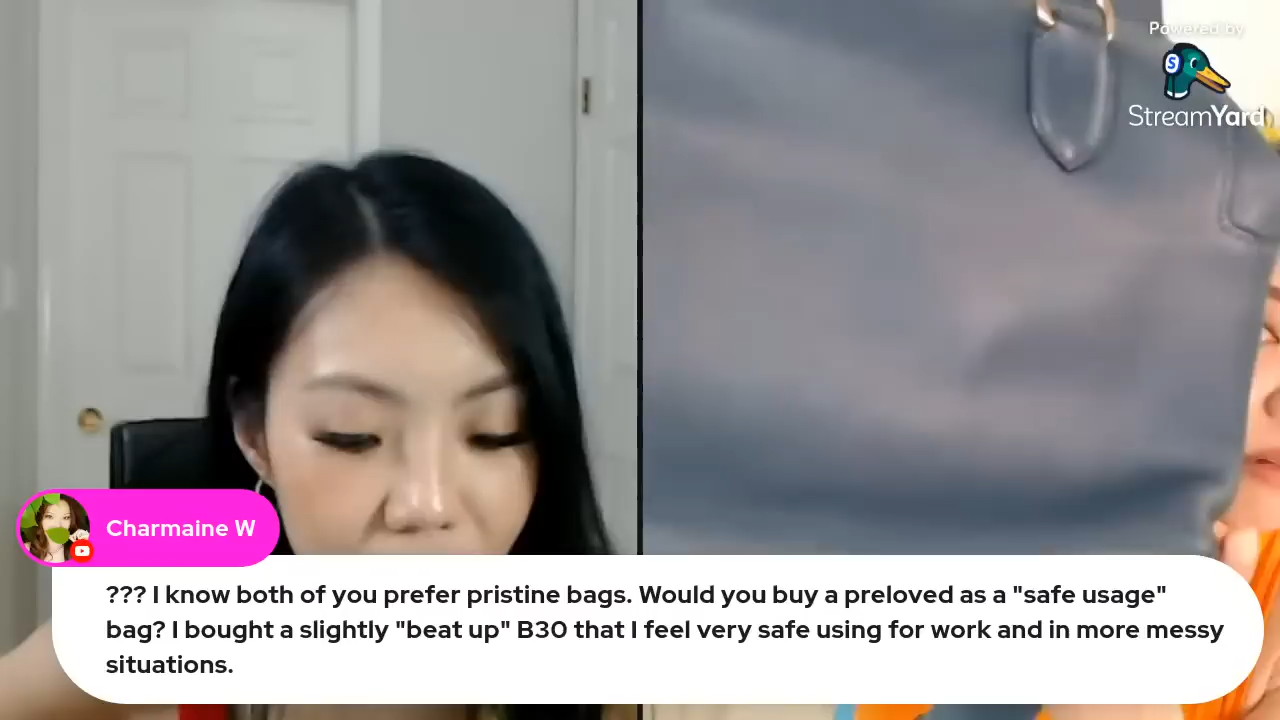 Powered by
StreamYard
Charmaine W
??? I know both of you prefer pristine bags. Would you buy a preloved as a "safe usage"
bag? I bought a slightly "beat up" B30 that I feel very safe using for work and in more messy
situations.